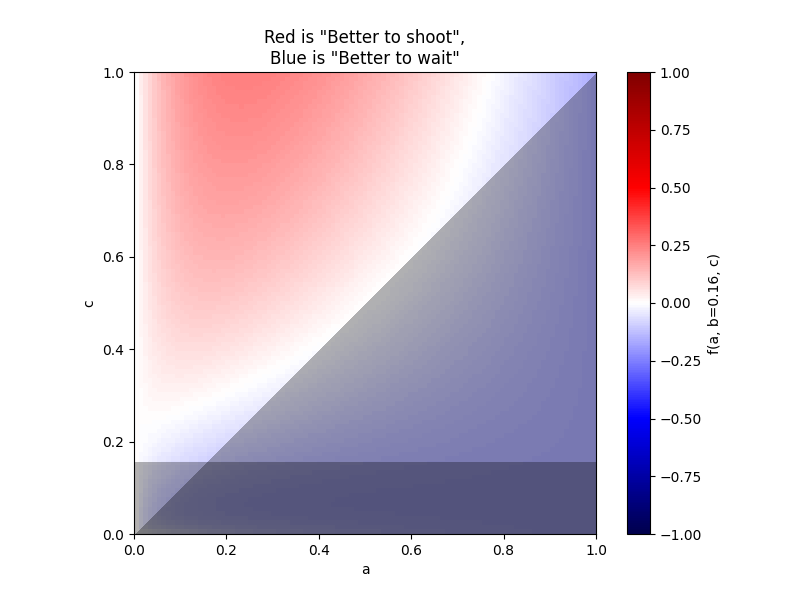 Red is "Better to shoot",
Blue is "Better to wait"
1.0
0.8
0.6
0.4
0.2
0.0
c
0.0 0.2 0.4 0.6 0.8 1.0
a
1.00
0.75
0.50
0.25
0.00
−0.25
−0.50
−0.75
−1.00
f(a, b=0.16, c)